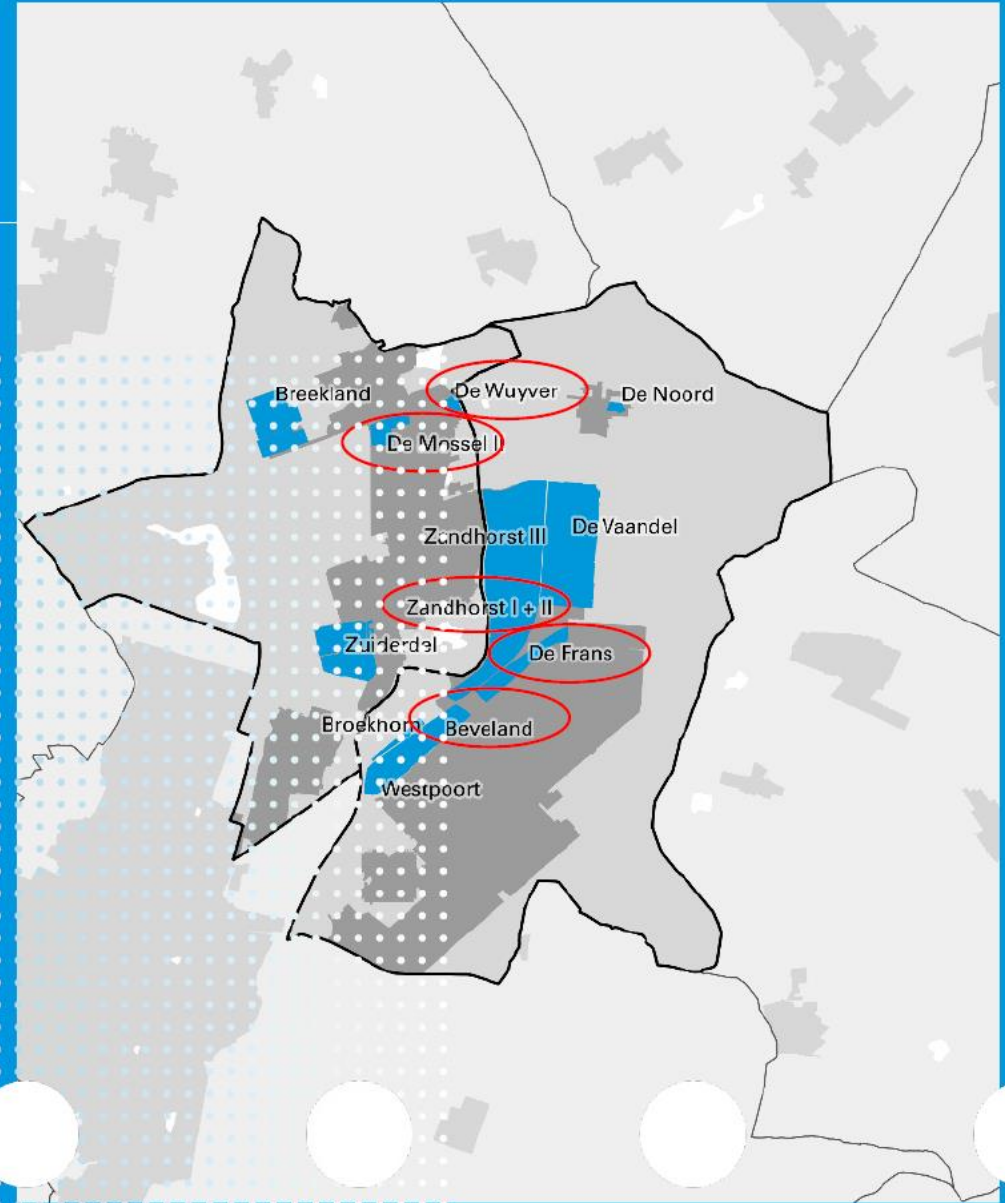 Breekland
De Wuyver
De Noord
De Mossel I
Zandhorst III
De Vaandel
Zandhorst I + II
Zuiderdel
De Frans
Broekhorn
Beveland
Westpoort